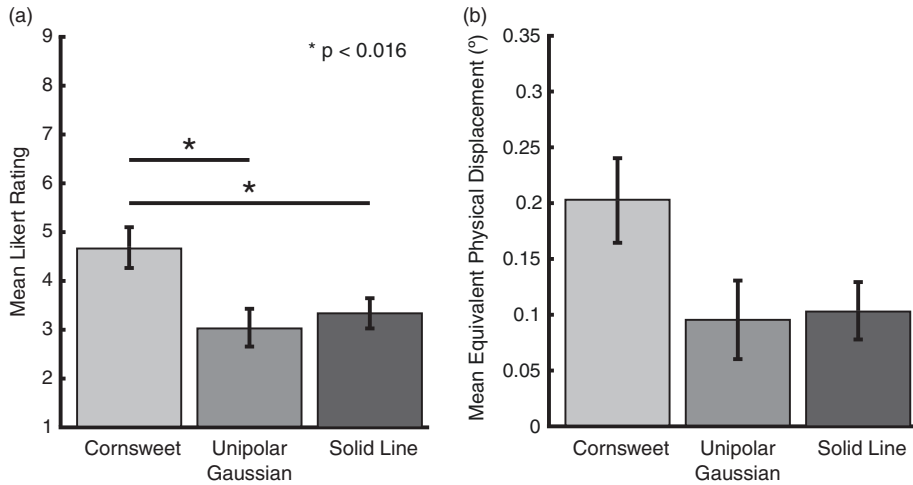 (a)
Mean Likert Rating
9
8
7
6
5
4
3
2
1
* p < 0.016
*
*
Cornsweet
Unipolar
Gaussian
Solid Line
(b)
Mean Equivalent Physical Displacement (°)
0.35
0.3
0.25
0.2
0.15
0.1
0.05
0
Cornsweet
Unipolar
Gaussian
Solid Line